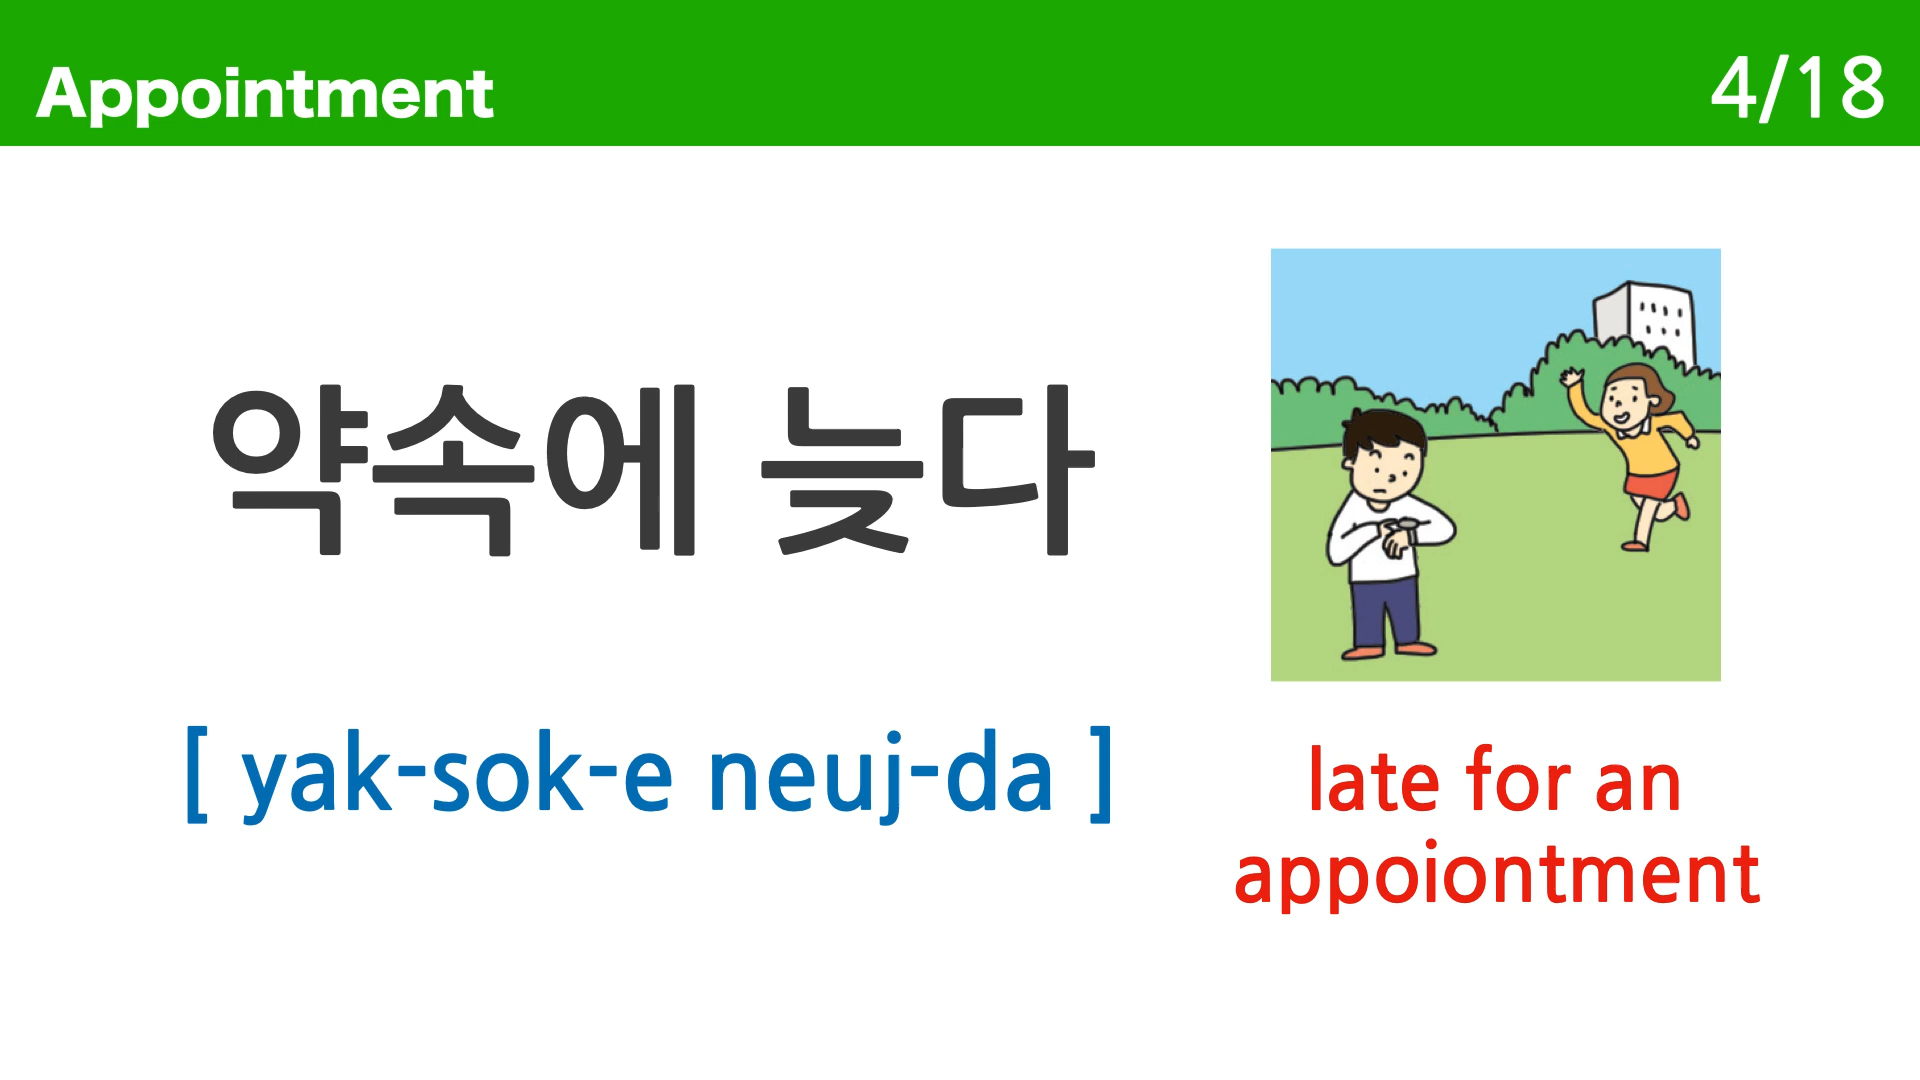 Appointment
4/18
약속에 늦다
[ yak-sok-e neuj-da ]
late for an
appoiontment